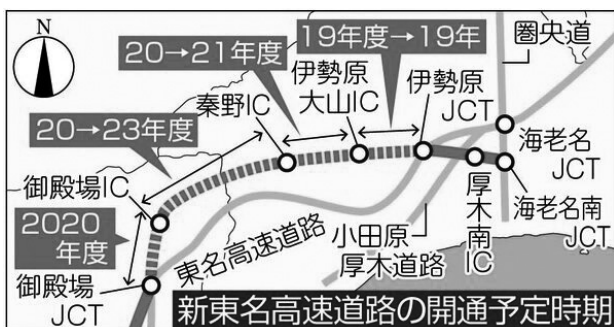 N
20→21年度
19年度→19年
圏央道
秦野IC
伊勢原
大山IC
伊勢原
JCT
20→23年度
海老名
JCT
御殿場IC
厚木南IC
海老名南
JCT
2020
年度
東名高速道路
小田原
厚木道路
御殿場
JCT
新東名高速道路の開通予定時期